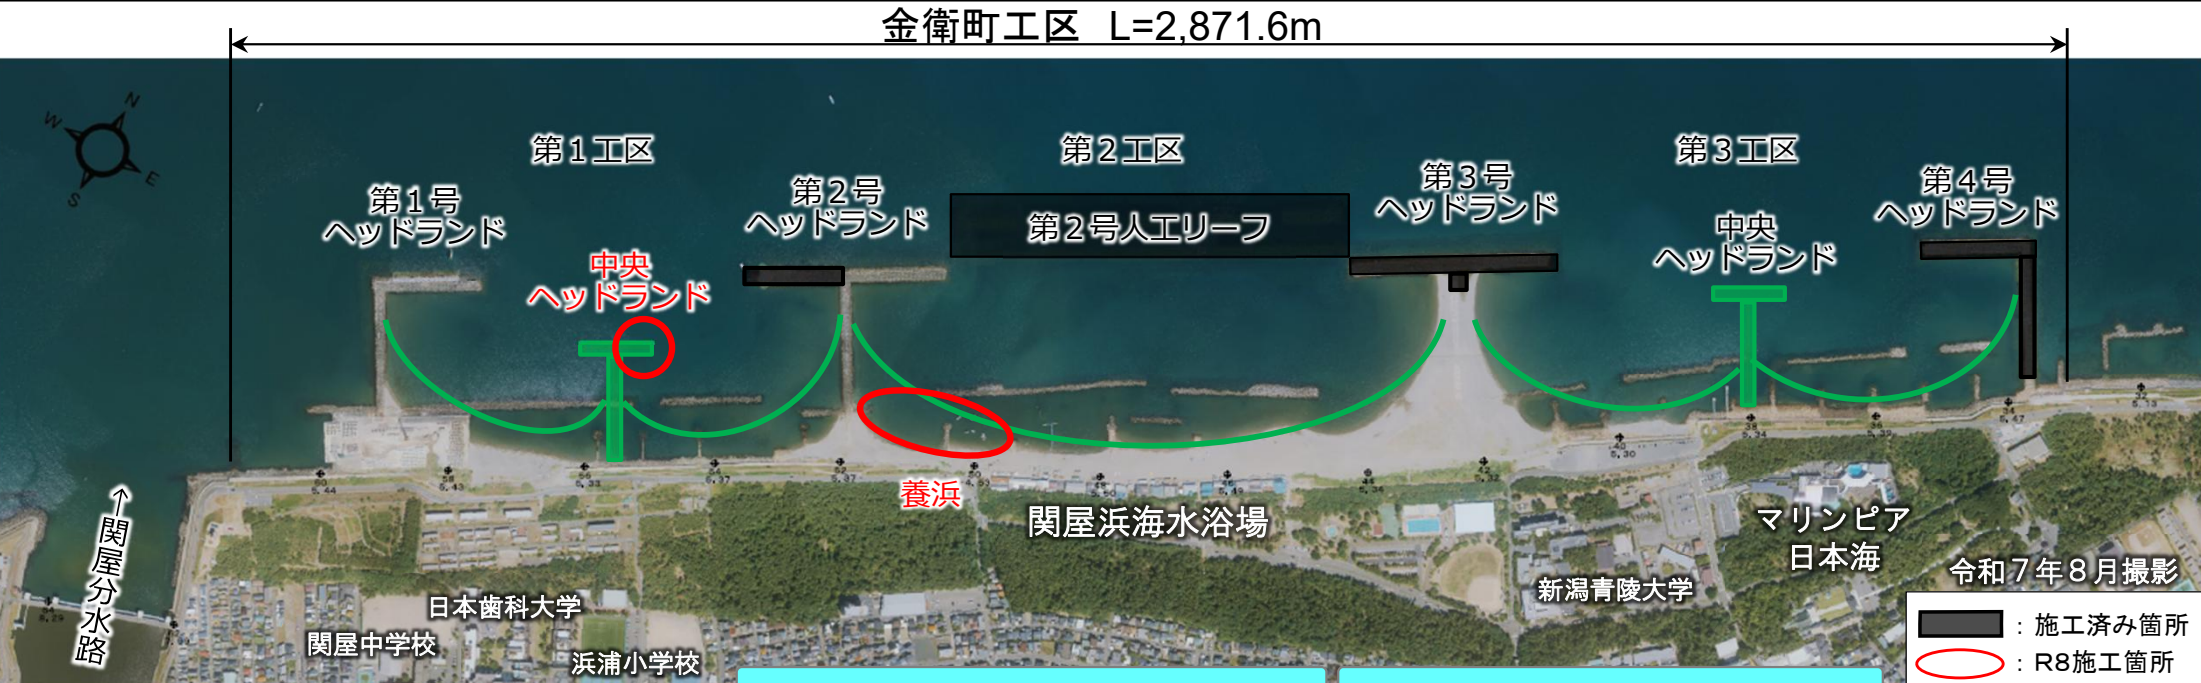 金衛町工区 L=2,871.6m
N
W
E
S
第1工区
第2工区
第3工区
第1号
ヘッドランド
中央
ヘッドランド
第2号
ヘッドランド
第2号人工リーフ
第3号
ヘッドランド
中央
ヘッドランド
第4号
ヘッドランド
養浜
関屋浜海水浴場
マリンピア
日本海
←関屋分水路
日本歯科大学
関屋中学校
浜浦小学校
新潟青陵大学
令和7年8月撮影
：施工済み箇所
：R8施工箇所